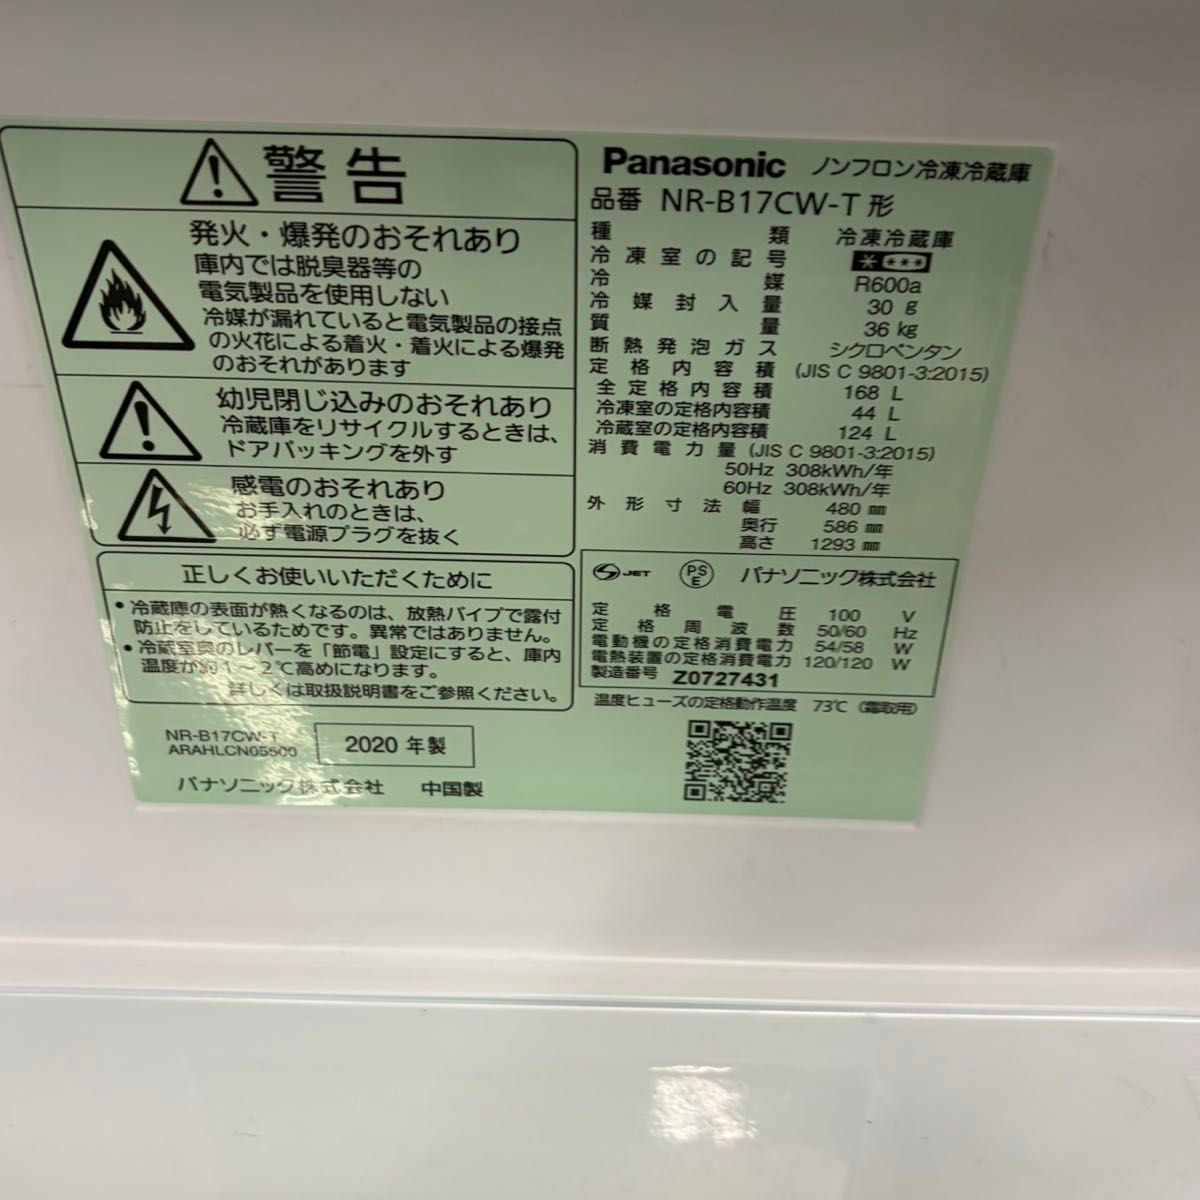 警告
発火・爆発のおそれあり
庫内では脱臭器等の
電気製品を使用しない
冷媒が漏れていると電気製品の接点
の火花による着火・着火による爆発
のおそれがあります
幼児閉じ込みのおそれあり
冷蔵庫をリサイクルするときは、
ドアパッキングを外す
感電のおそれあり
お手入れのときは、
必ず電源プラグを抜く
正しくお使いいただくために
・冷蔵庫の表面が熱くなるのは、放熱パイプで露付
防止をしているためです。異常ではありません。
・冷蔵室奥のレバーを「節電」設定にすると、庫内
温度が約1〜2℃高めになります。
詳しくは取扱説明書をご参照ください。
NR-B17CW-T
ARAHLCN05500
2020 年製
パナソニック株式会社 中国製
Panasonic ノンフロン冷凍冷蔵庫
品番 NR-B17CW-T 形
種類 冷凍冷蔵庫
冷凍室の記号
冷媒 R600a
冷媒封入量 30 g
質量 36 kg
断熱発泡ガス シクロペンタン
定格内容積 (JIS C 9801-3:2015)
全定格内容積 168 L
冷凍室の定格内容積 44 L
冷蔵室の定格内容積 124 L
消費電力量 (JIS C 9801-3:2015)
50Hz 308kWh/年
60Hz 308kWh/年
外形寸法 幅 480 mm
奥行 586 mm
高さ 1293 mm
JET PS E パナソニック株式会社
定格電圧 100 V
定格周波数 50/60 Hz
電動機の定格消費電力 54/58 W
電熱装置の定格消費電力 120/120 W
製造番号 Z0727431
温度ヒューズの定格動作温度 73℃ (霜取用)